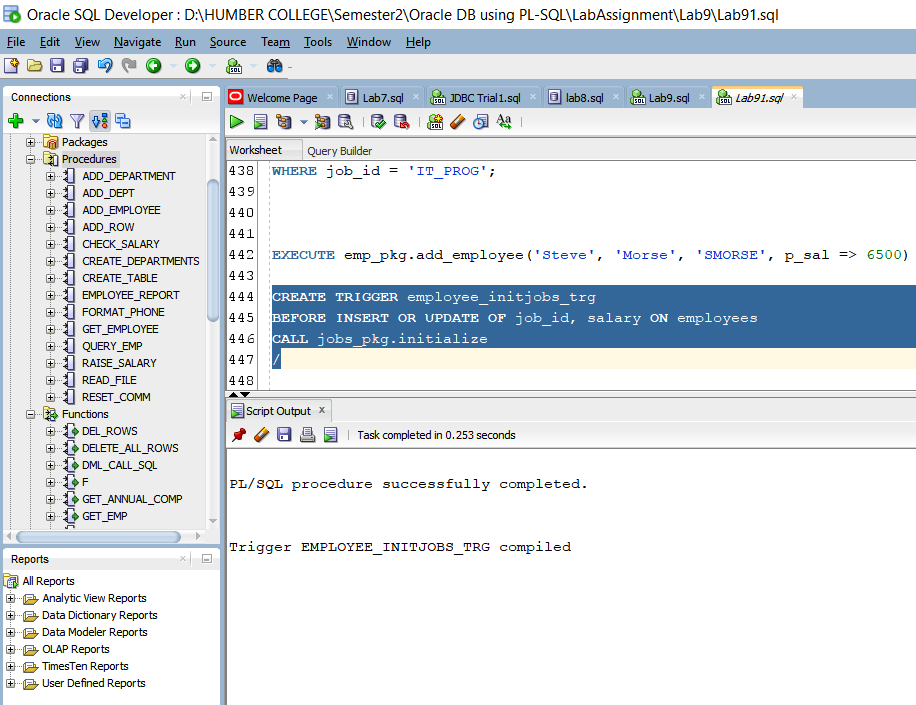 Oracle SQL Developer : D:\HUMBER COLLEGE\Semester2\Oracle DB using PL-SQL\LabAssignment\Lab9\Lab91.sql
File Edit View Navigate Run Source Team Tools Window Help
Connections
Packages
Procedures
ADD_DEPARTMENT
ADD_DEPT
ADD_EMPLOYEE
ADD_ROW
CHECK_SALARY
CREATE_DEPARTMENTS
CREATE_TABLE
EMPLOYEE_REPORT
FORMAT_PHONE
GET_EMPLOYEE
QUERY_EMP
RAISE_SALARY
READ_FILE
RESET_COMM
Functions
DEL_ROWS
DELETE_ALL_ROWS
DML_CALL_SQL
F
GET_ANNUAL_COMP
GET_EMP
Reports
All Reports
Analytic View Reports
Data Dictionary Reports
Data Modeler Reports
OLAP Reports
TimesTen Reports
User Defined Reports
Welcome Page Lab7.sql JDBC Trial1.sql lab8.sql Lab9.sql Lab91.sql
Worksheet Query Builder
438 WHERE job_id = 'IT_PROG';
439
440
441
442 EXECUTE emp_pkg.add_employee('Steve', 'Morse', 'SMORSE', p_sal => 6500)
443
444 CREATE TRIGGER employee_initjobs_trg
445 BEFORE INSERT OR UPDATE OF job_id, salary ON employees
446 CALL jobs_pkg.initialize
447 /
448
Script Output
Task completed in 0.253 seconds
PL/SQL procedure successfully completed.
Trigger EMPLOYEE_INITJOBS_TRG compiled